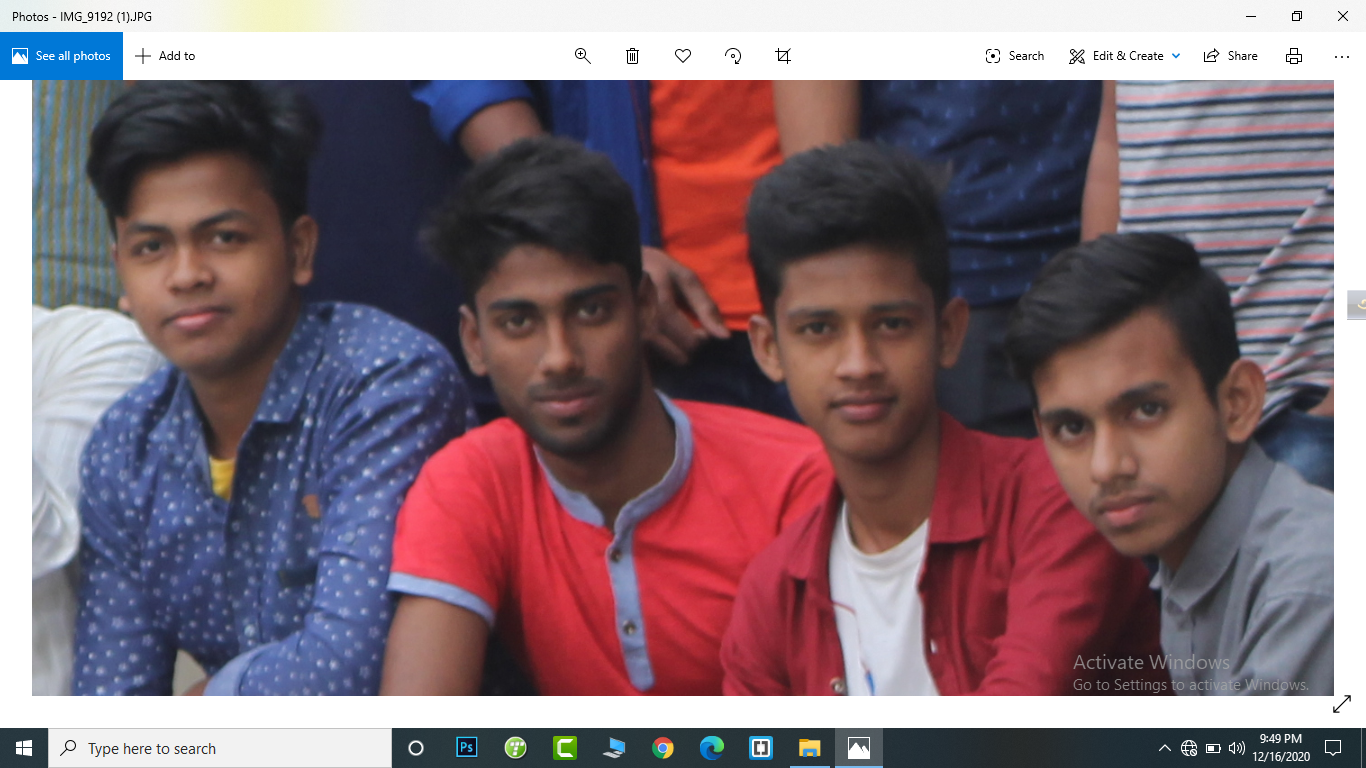 Photos - IMG_9192 (1).JPG
See all photos
Add to
Search
Edit & Create
Share
Activate Windows
Go to Settings to activate Windows.
Ps
Type here to search
9:49 PM
12/16/2020